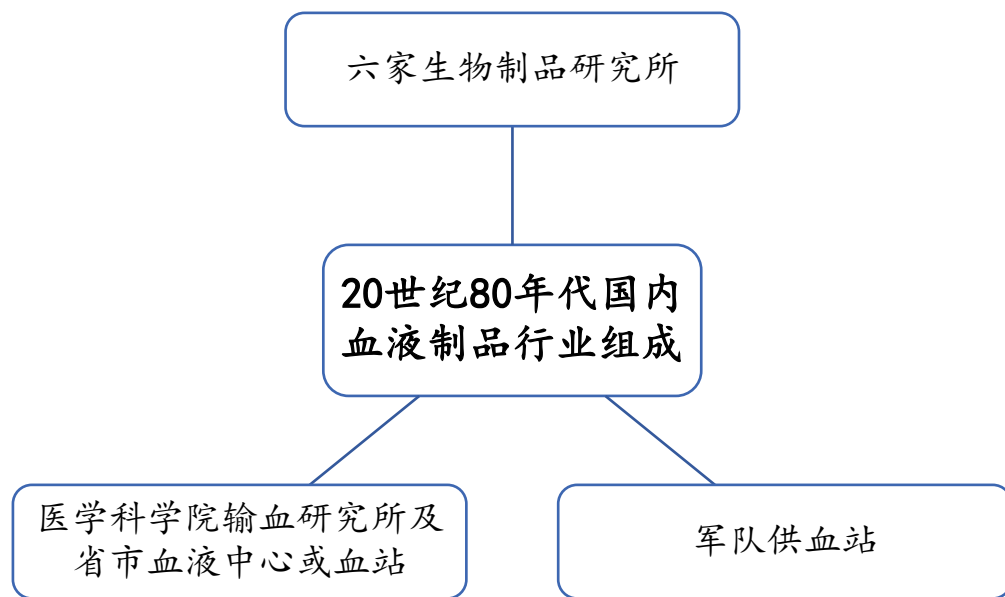 六家生物制品研究所
20世纪80年代国内
血液制品行业组成
医学科学院输血研究所及
省市血液中心或血站
军队供血站